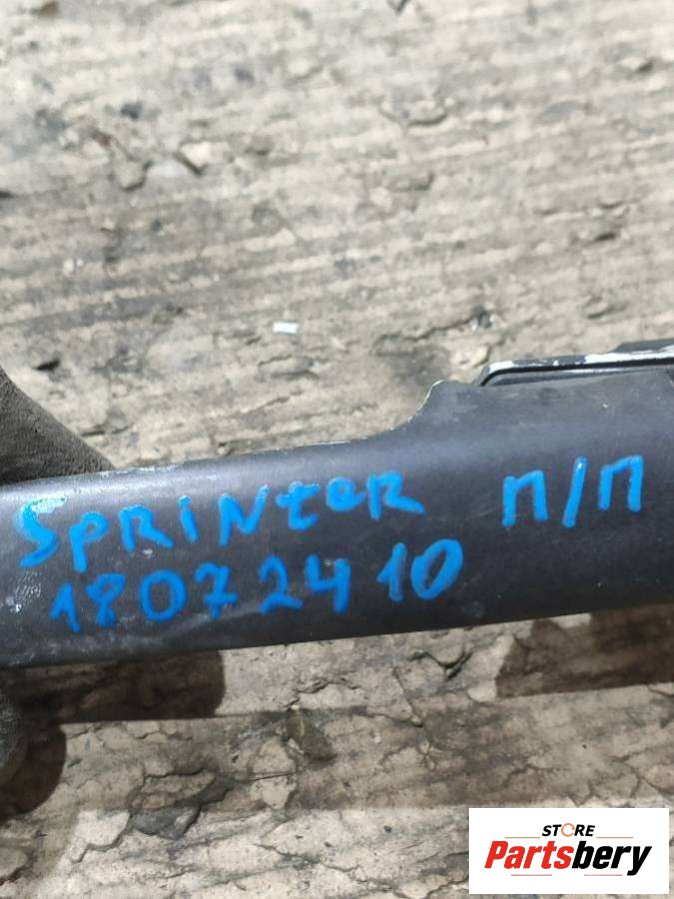 SPRINteR П/П
18072410
STORE
Partsbery